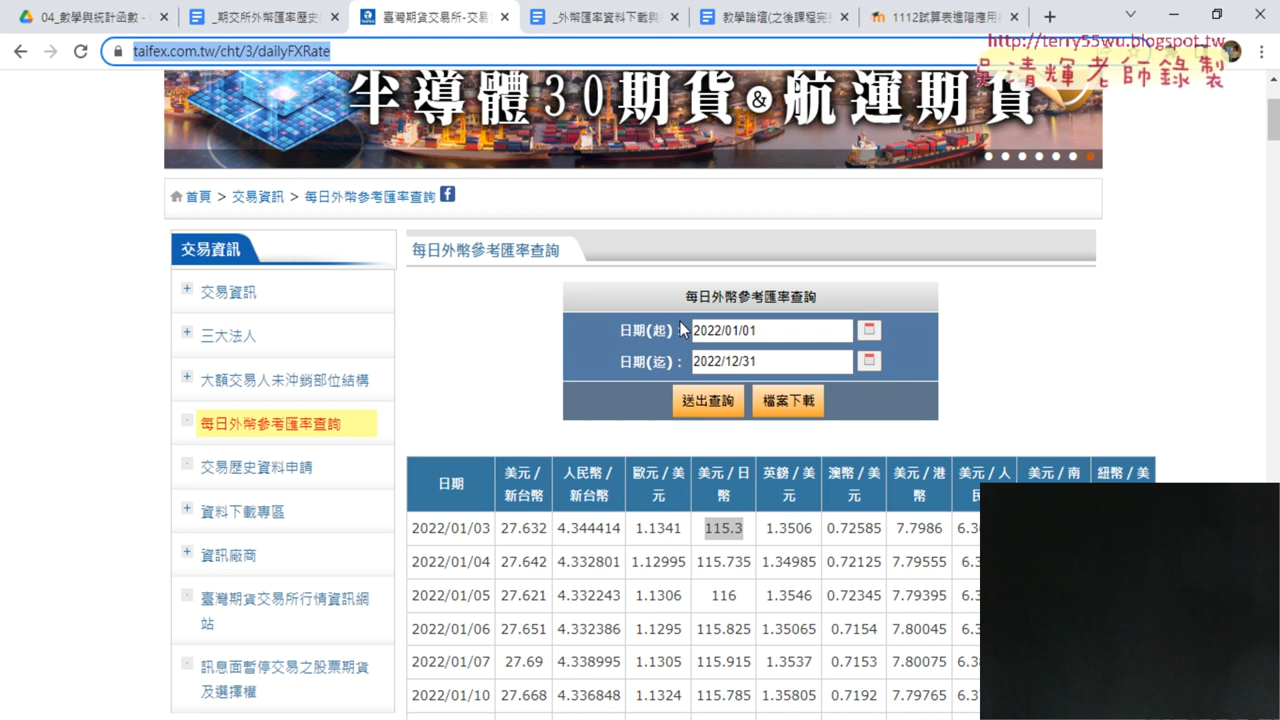 04_數學與統計函數 -
_期交所外幣匯率歷史
臺灣期貨交易所-交易
_外幣匯率資料下載與
教學論壇(之後課程完
1112試算表進階應用
taifex.com.tw/cht/3/dailyFXRate
http://terry55wu.blogspot.tw
吳清輝老師錄製
半導體30期貨&航運期貨
首頁 > 交易資訊 > 每日外幣參考匯率查詢
交易資訊
每日外幣參考匯率查詢
交易資訊
三大法人
大額交易人未沖銷部位結構
每日外幣參考匯率查詢
交易歷史資料申請
資料下載專區
資訊廠商
臺灣期貨交易所行情資訊網
站
訊息面暫停交易之股票期貨
及選擇權
每日外幣參考匯率查詢
日期(起) : 2022/01/01
日期(迄) : 2022/12/31
送出查詢 檔案下載
日期 美元 / 新台幣 人民幣 / 新台幣 歐元 / 美元 美元 / 日幣 英鎊 / 美元 澳幣 / 美元 美元 / 港幣 美元 / 人 美元 / 南 紐幣 / 美
2022/01/03 27.632 4.344414 1.1341 115.3 1.3506 0.72585 7.7986
2022/01/04 27.642 4.332801 1.12995 115.735 1.34985 0.72125 7.79555 6.3
2022/01/05 27.621 4.332243 1.1306 116 1.3546 0.72345 7.79395 6.3
2022/01/06 27.651 4.332386 1.1295 115.825 1.35065 0.7154 7.80045 6.3
2022/01/07 27.69 4.338995 1.1305 115.915 1.3537 0.7153 7.80075
2022/01/10 27.668 4.336848 1.1324 115.785 1.35805 0.7192 7.79765